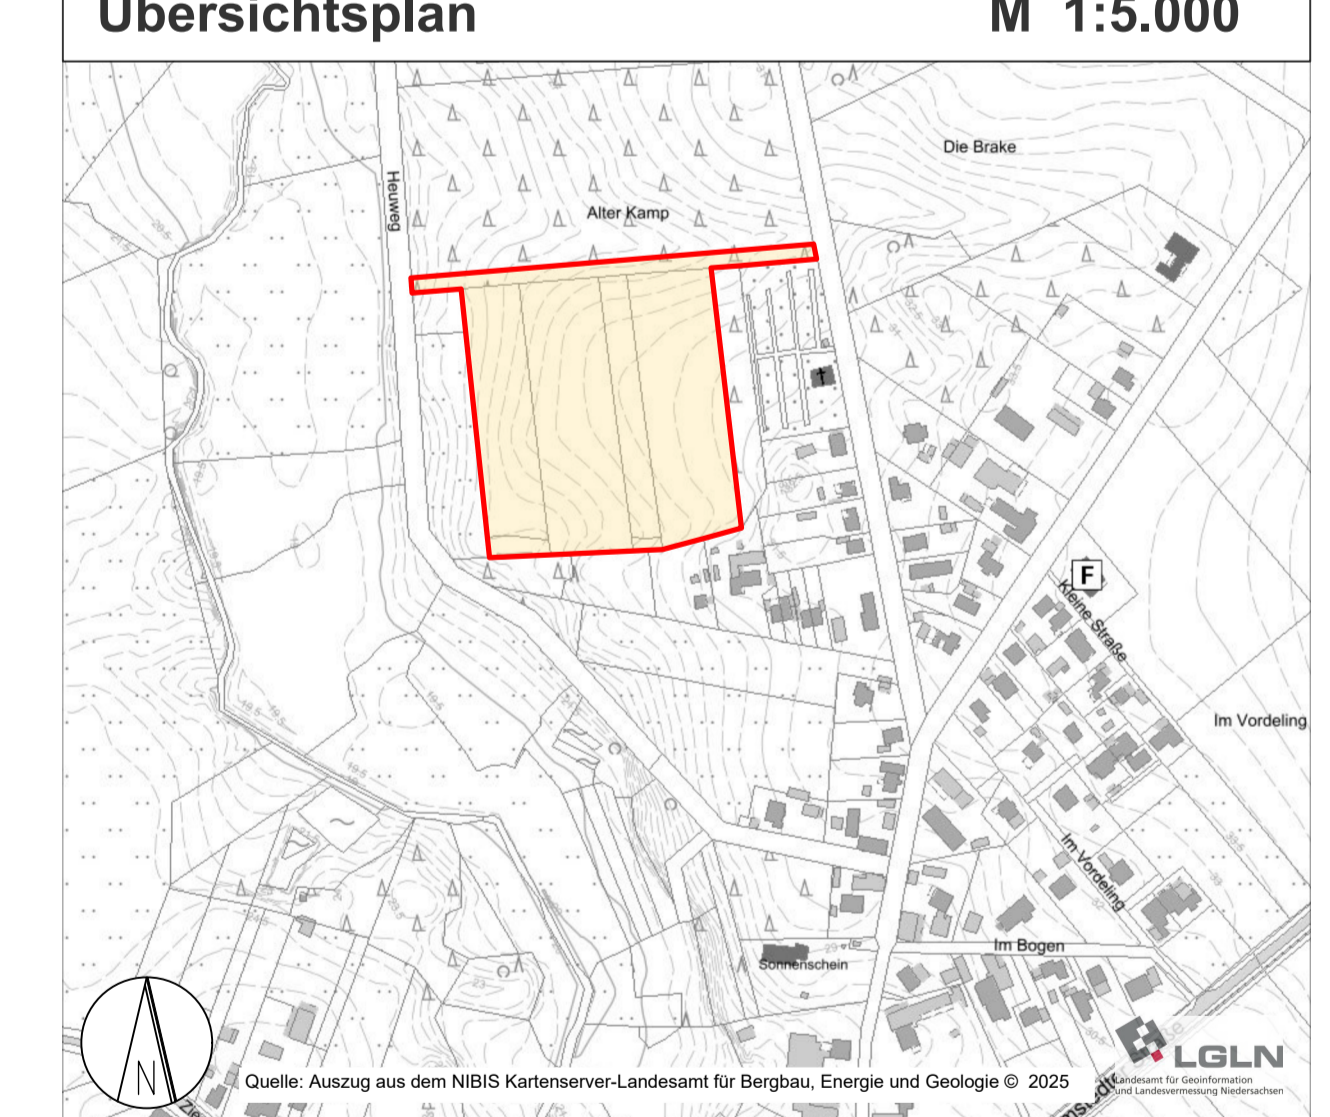 Übersichtsplan M 1:5.000
Die Brake
Heuweg
Alter Kamp
F
Kleine Straße
Im Vordeling
Im Vordeling
Im Bogen
Sonnenschein
N
Quelle: Auszug aus dem NIBIS Kartenserver-Landesamt für Bergbau, Energie und Geologie © 2025
LGLN
Landesamt für Geoinformation
und Landesvermessung Niedersachsen